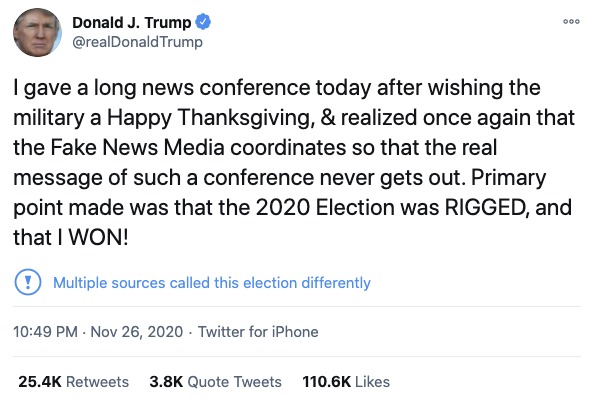 Donald J. Trump
@realDonaldTrump
I gave a long news conference today after wishing the
military a Happy Thanksgiving, & realized once again that
the Fake News Media coordinates so that the real
message of such a conference never gets out. Primary
point made was that the 2020 Election was RIGGED, and
that I WON!
Multiple sources called this election differently
10:49 PM · Nov 26, 2020 · Twitter for iPhone
25.4K Retweets 3.8K Quote Tweets 110.6K Likes